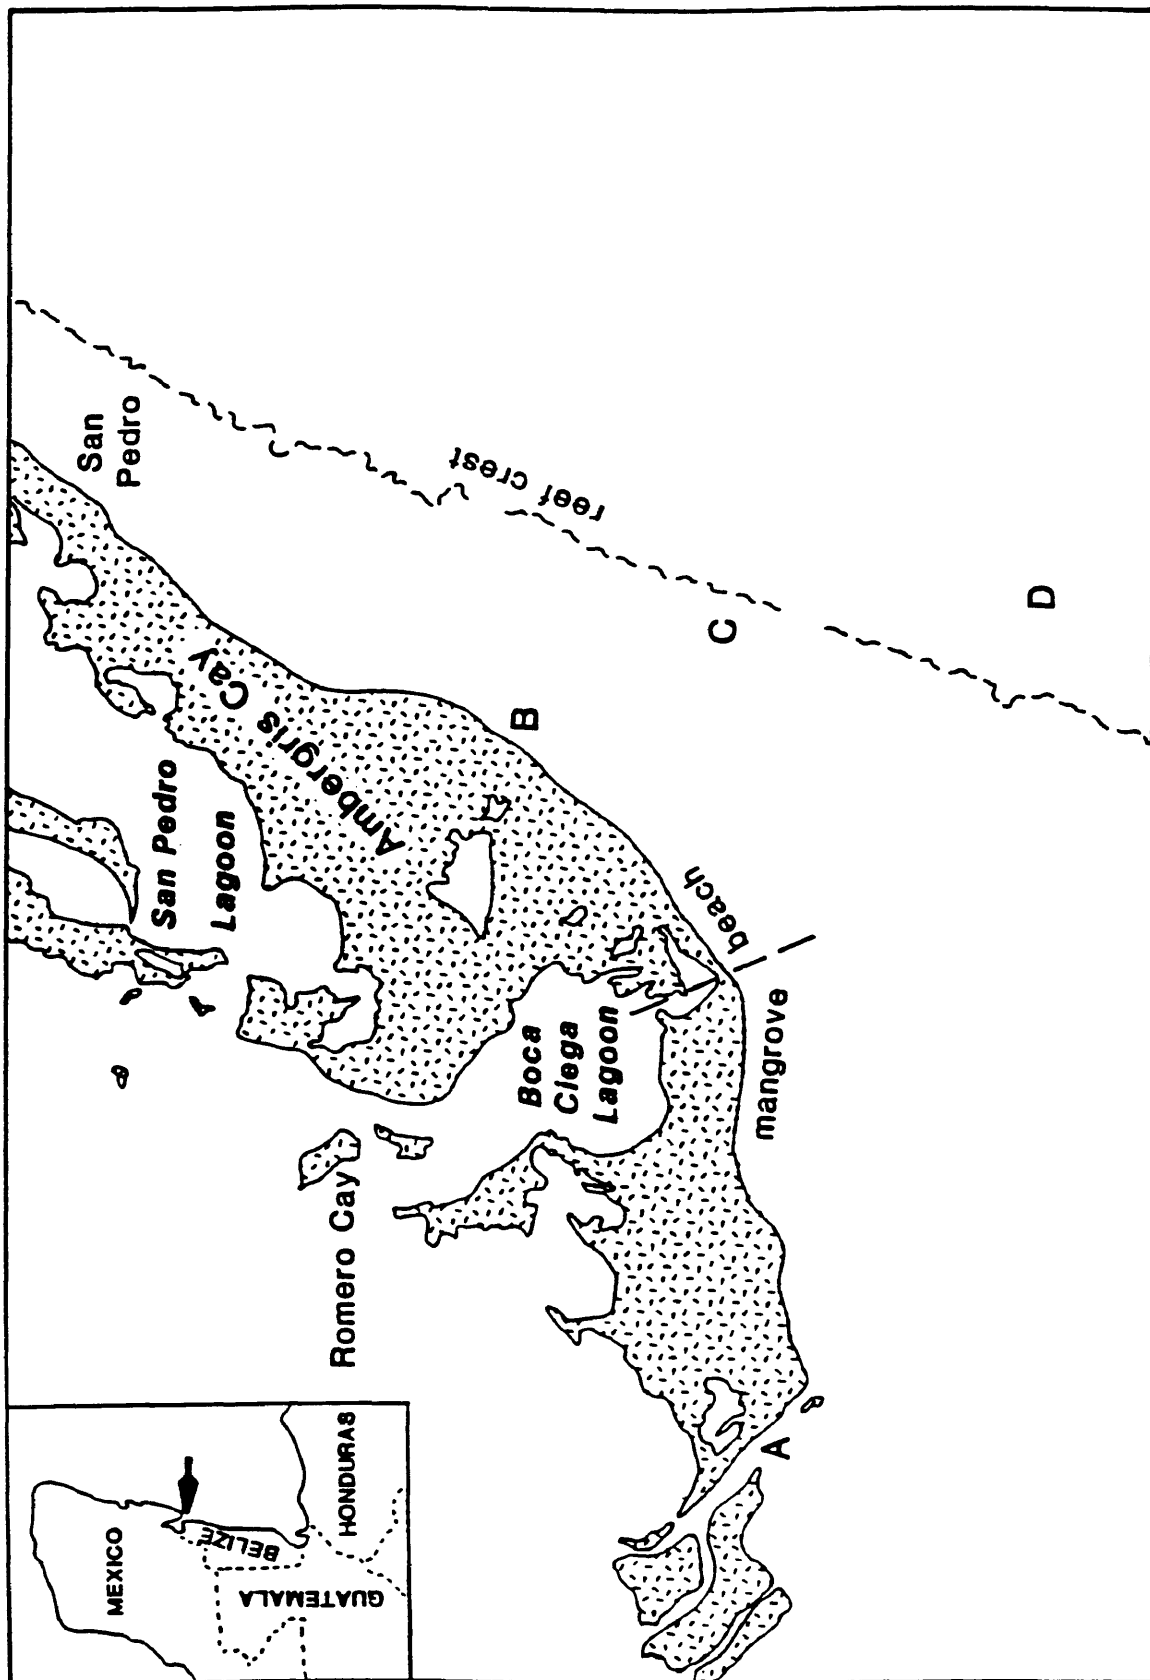 San
Pedro
reef crest
Ambergris Cay
San Pedro
Lagoon
B
C
D
beach
mangrove
Boca
Ciega
Lagoon
Romero Cay
A
MEXICO
BELIZE
GUATEMALA
HONDURAS